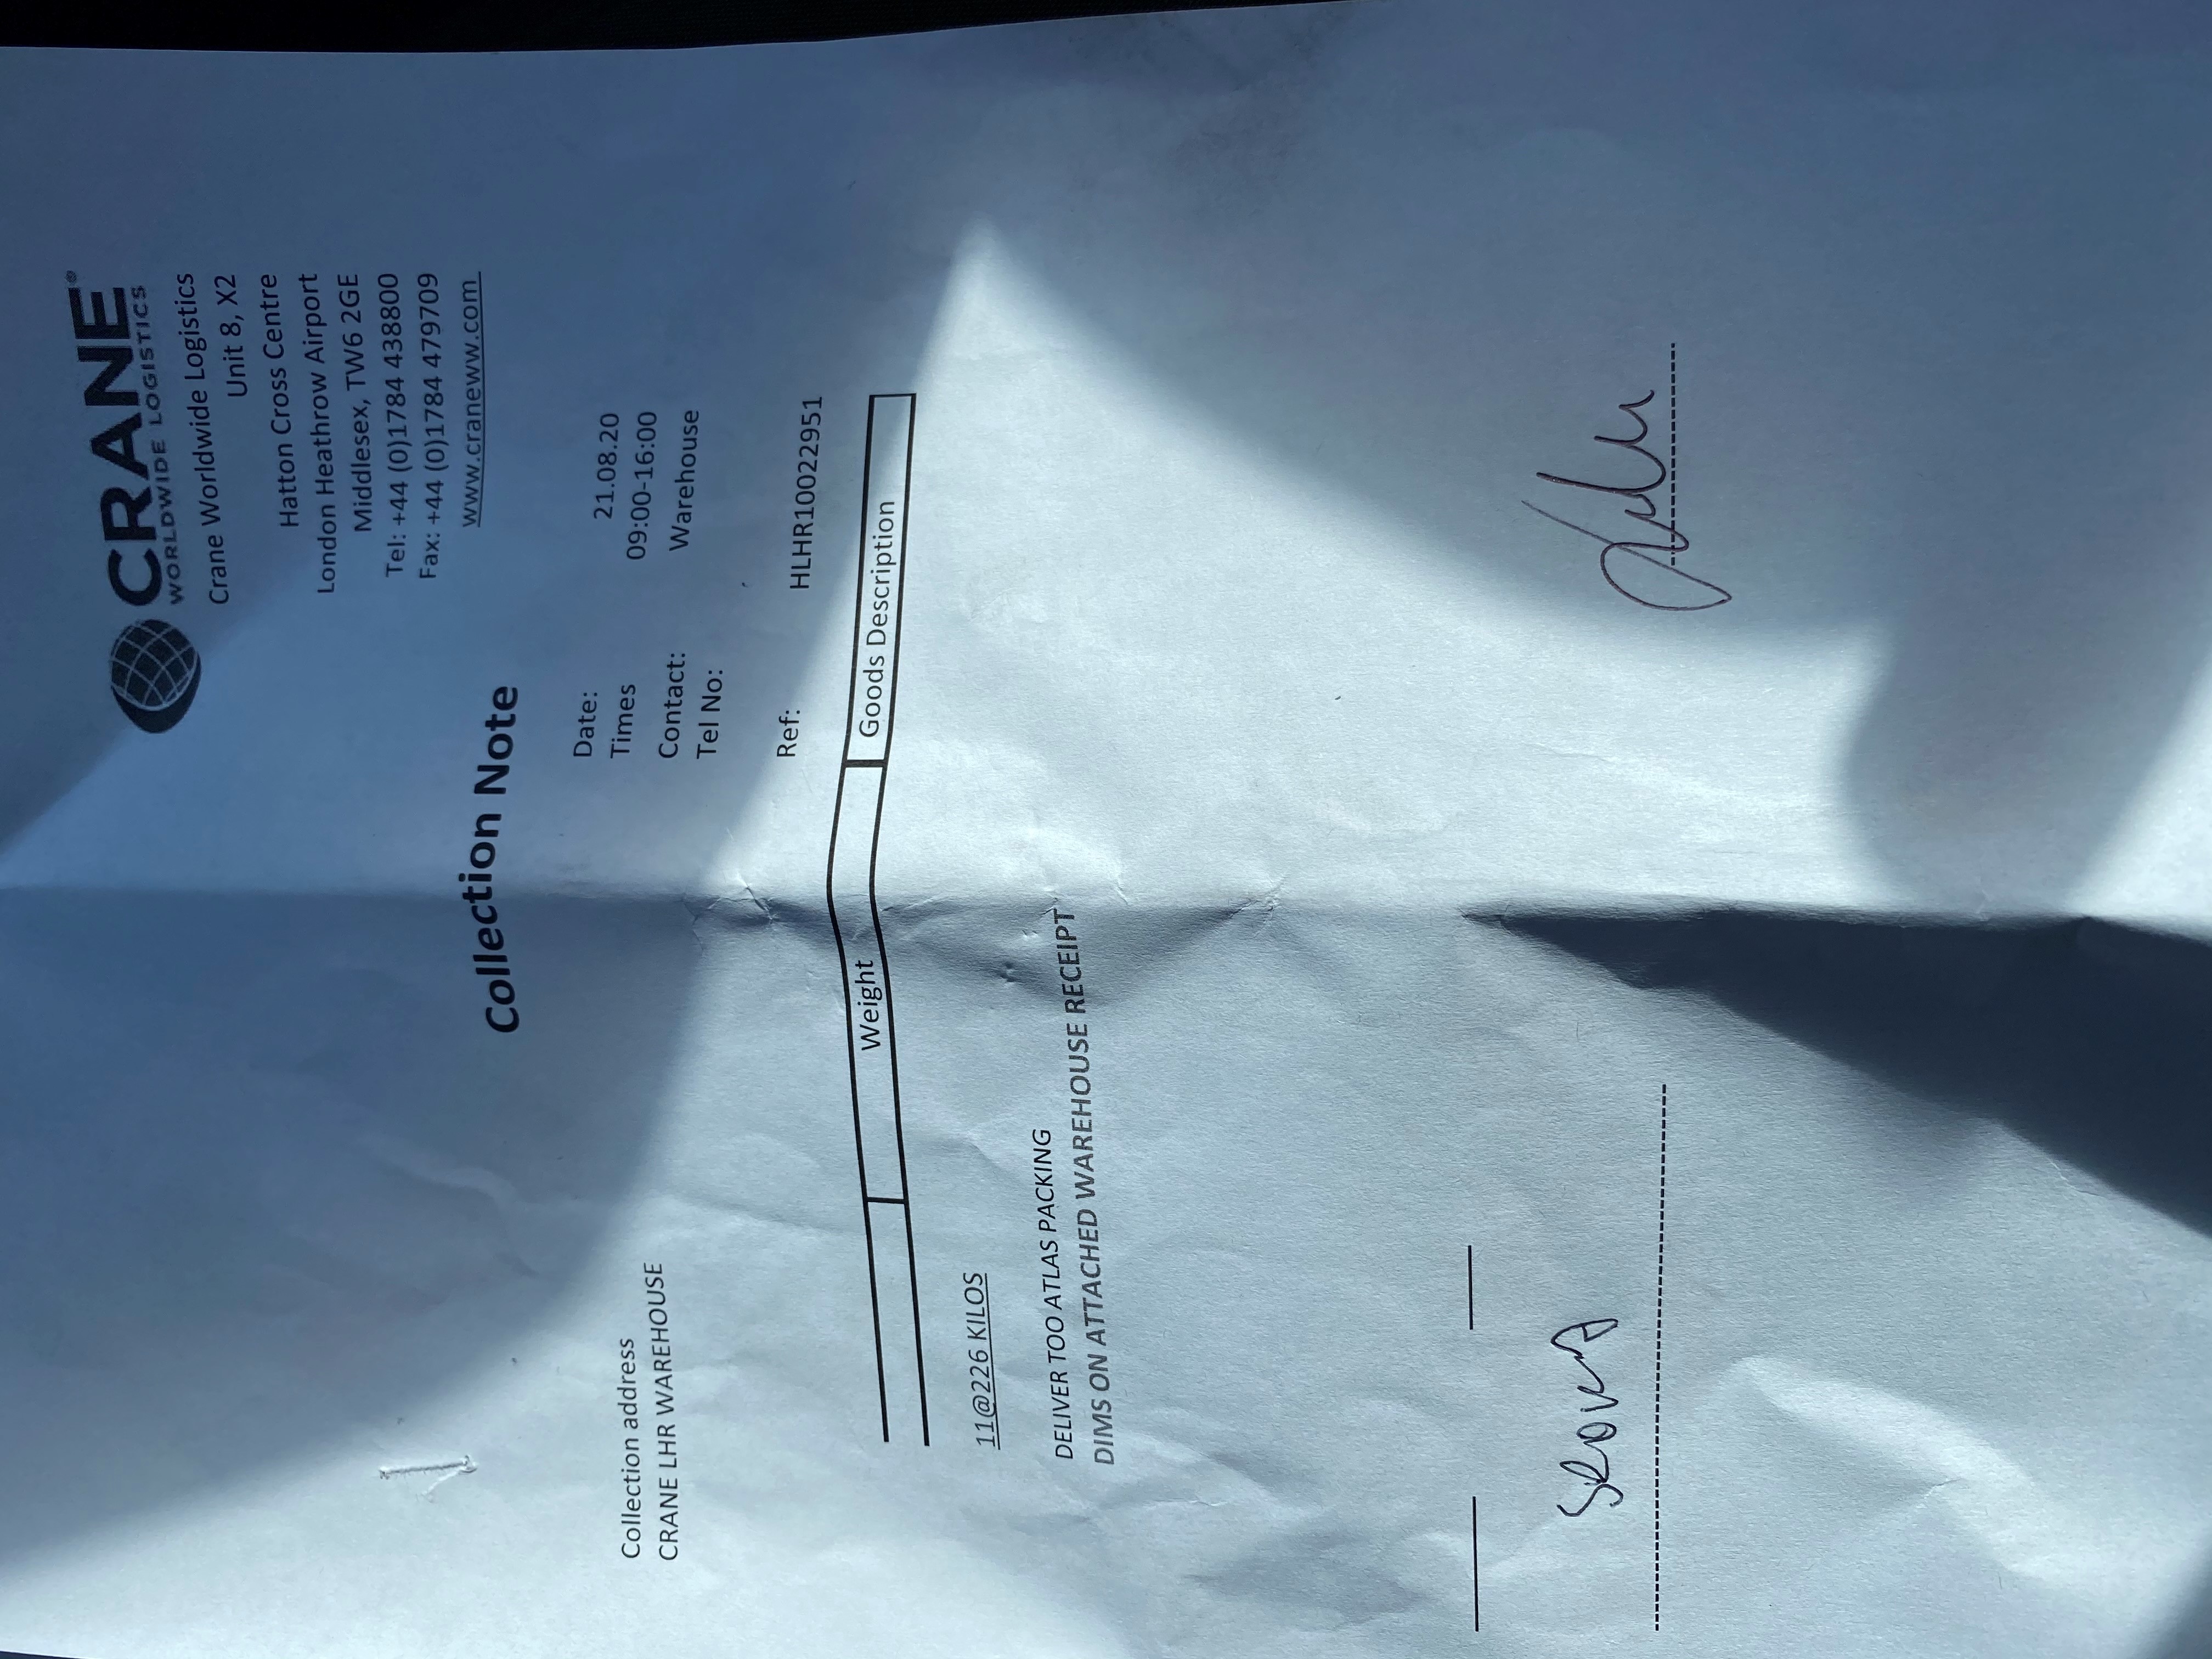 CRANE®
WORLDWIDE LOGISTICS
Crane Worldwide Logistics
Unit 8, X2
Hatton Cross Centre
London Heathrow Airport
Middlesex, TW6 2GE
Tel: +44 (0)1784 438800
Fax: +44 (0)1784 479709
www.craneww.com
Collection Note
Date: 21.08.20
Collection address Times 09:00-16:00
CRANE LHR WAREHOUSE Contact: Warehouse
Tel No:
Ref: HLHR10022951
Weight Goods Description
11@226 KILOS
DELIVER TOO ATLAS PACKING
DIMS ON ATTACHED WAREHOUSE RECEIPT